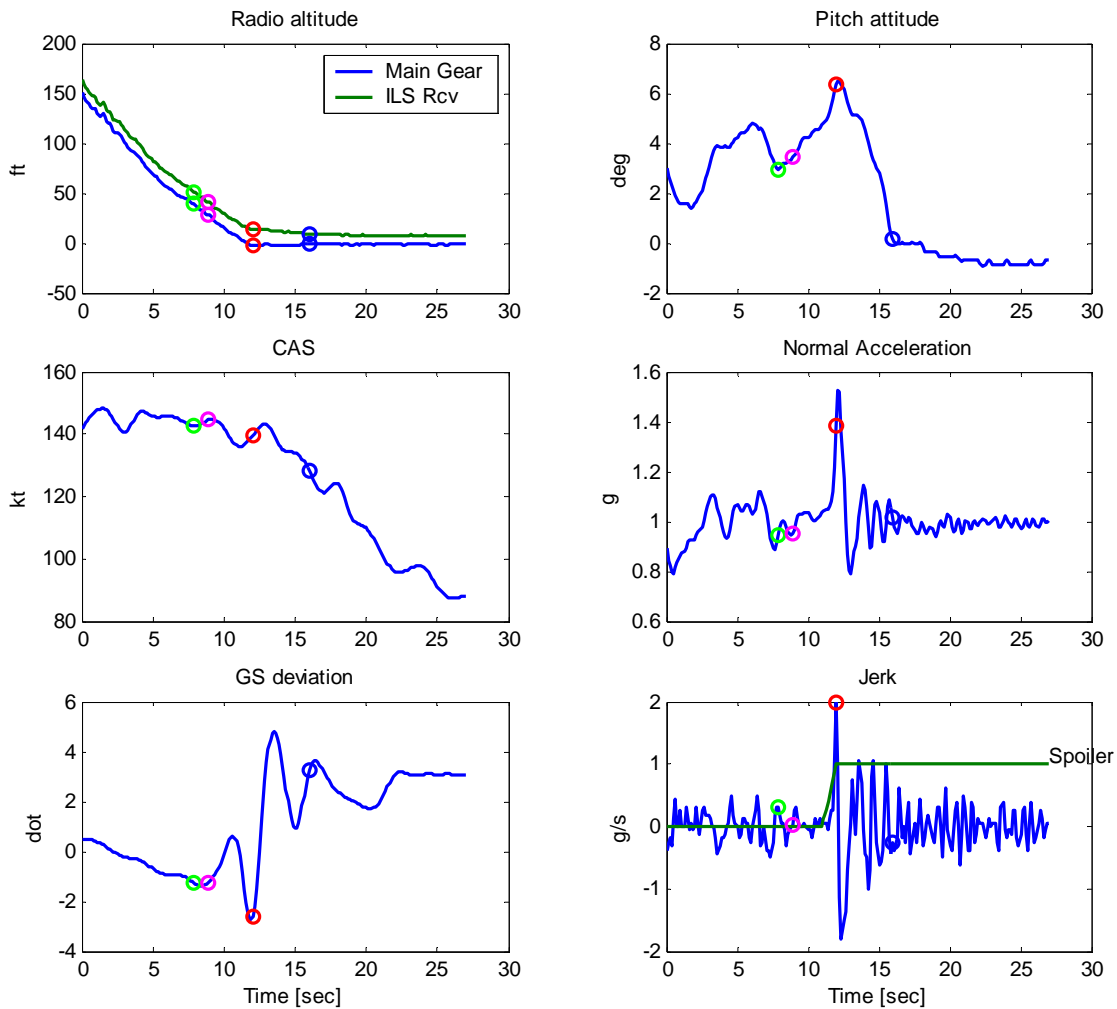 Radio altitude
200
150
100
50
0
-50
ft
Main Gear
ILS Rcv
0 5 10 15 20 25 30
Pitch attitude
8
6
4
2
0
-2
deg
0 5 10 15 20 25 30
CAS
160
140
120
100
80
kt
0 5 10 15 20 25 30
Normal Acceleration
1.6
1.4
1.2
1
0.8
0.6
g
0 5 10 15 20 25 30
GS deviation
6
4
2
0
-2
-4
dot
0 5 10 15 20 25 30
Time [sec]
Jerk
2
1
0
-1
-2
g/s
Spoiler
0 5 10 15 20 25 30
Time [sec]